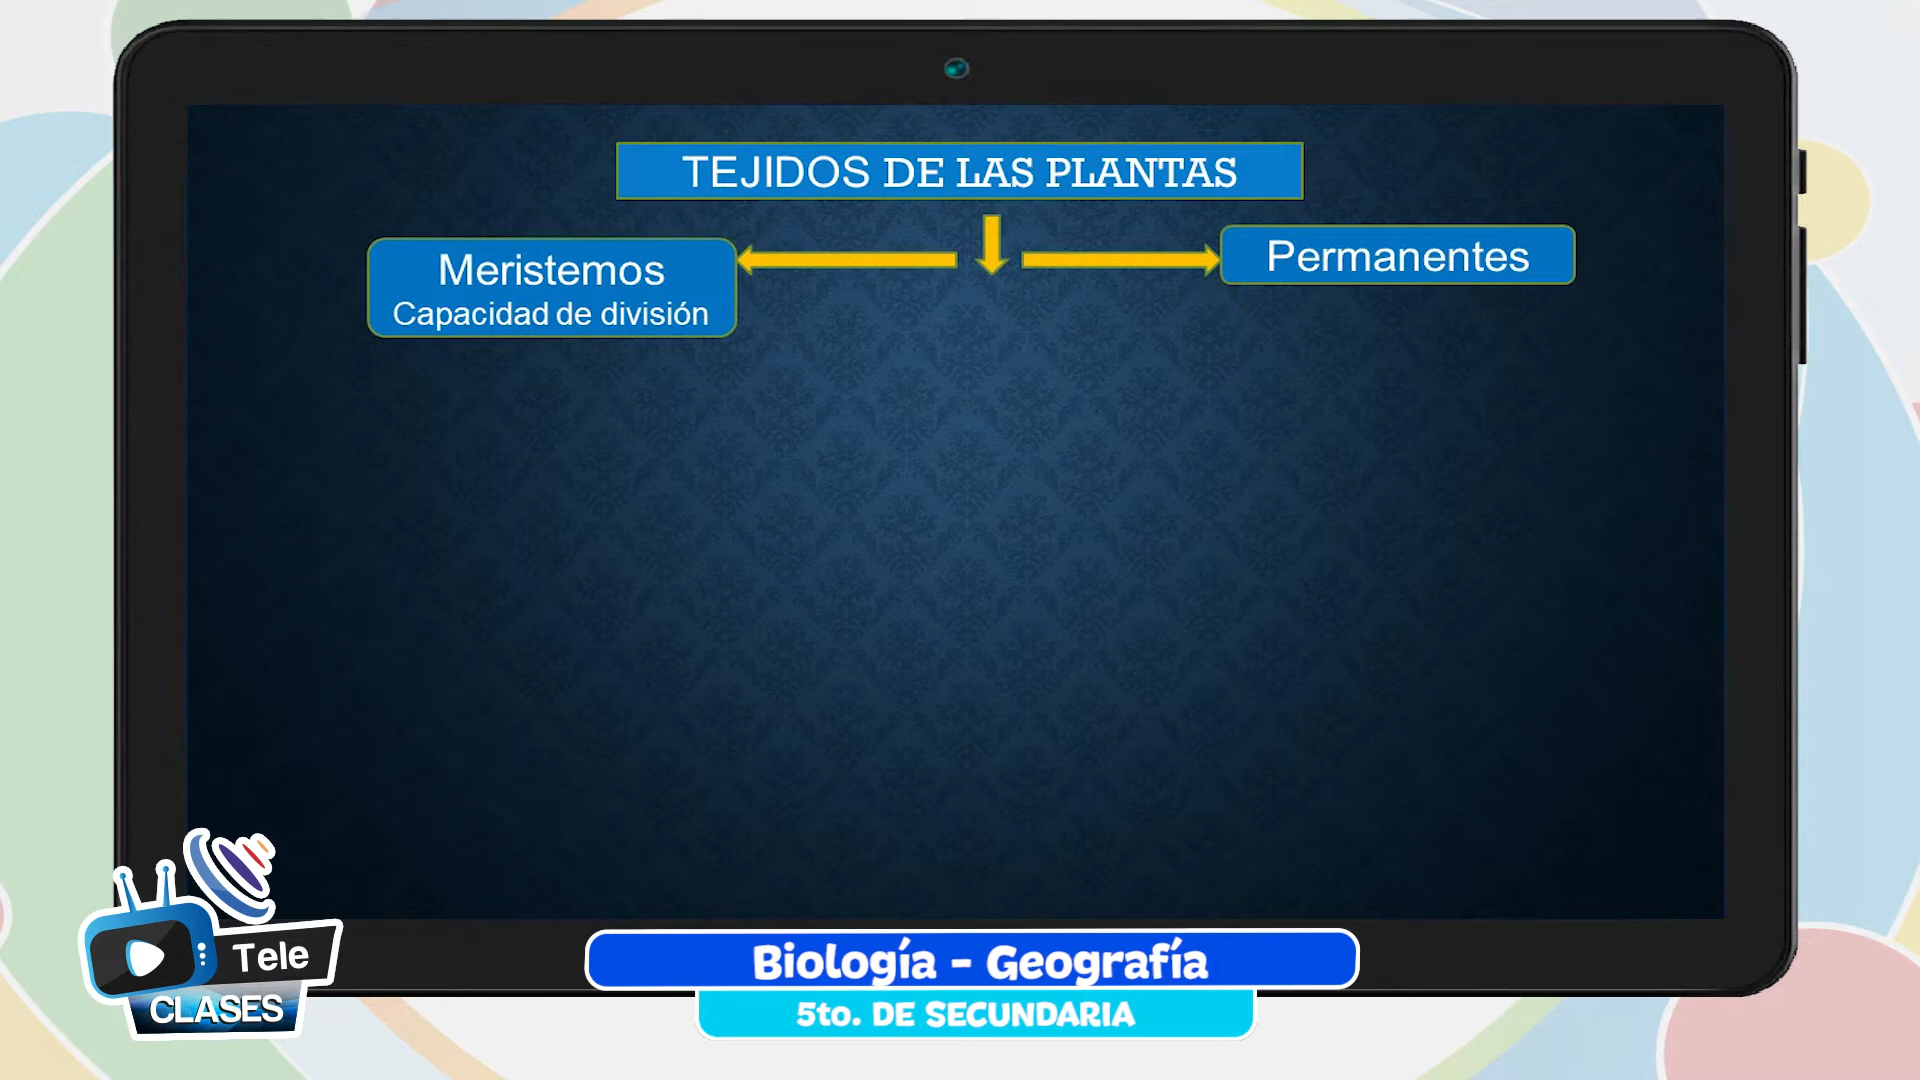 TEJIDOS DE LAS PLANTAS
Meristemos
Capacidad de división
Permanentes
Tele
CLASES
Biología - Geografía
5to. DE SECUNDARIA